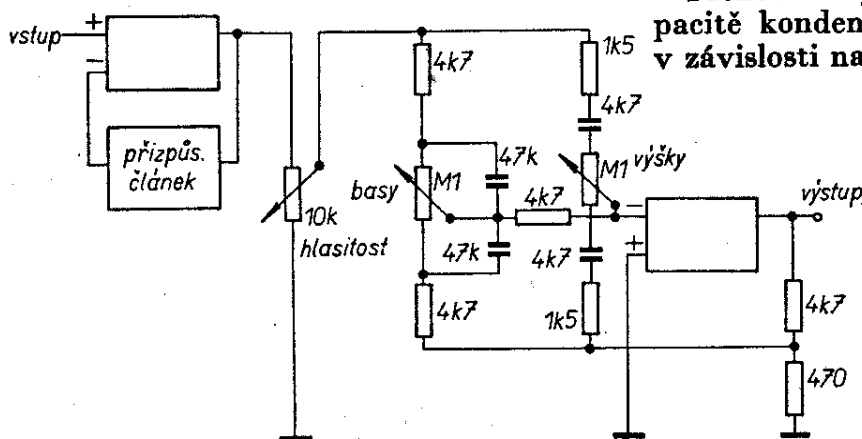 pacitě konden
v závislosti na
vstup
+
−
přizpůs.
článek
10k
hlasitost
4k7
basy
M1
47k
47k
4k7
4k7
1k5
4k7
M1
výšky
4k7
1k5
−
+
výstup
4k7
470